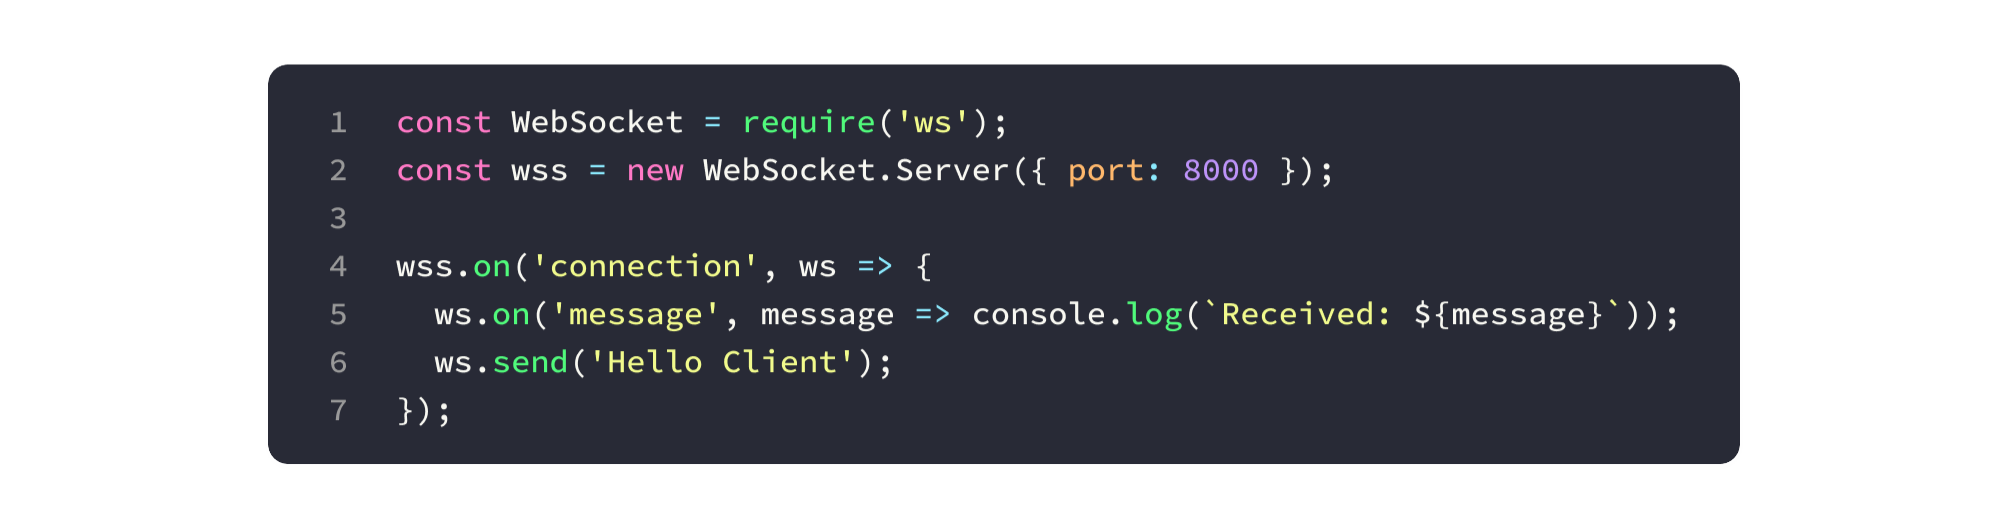 1 const WebSocket = require('ws');
2 const wss = new WebSocket.Server({ port: 8000 });
3
4 wss.on('connection', ws => {
5   ws.on('message', message => console.log(`Received: ${message}`));
6   ws.send('Hello Client');
7 });